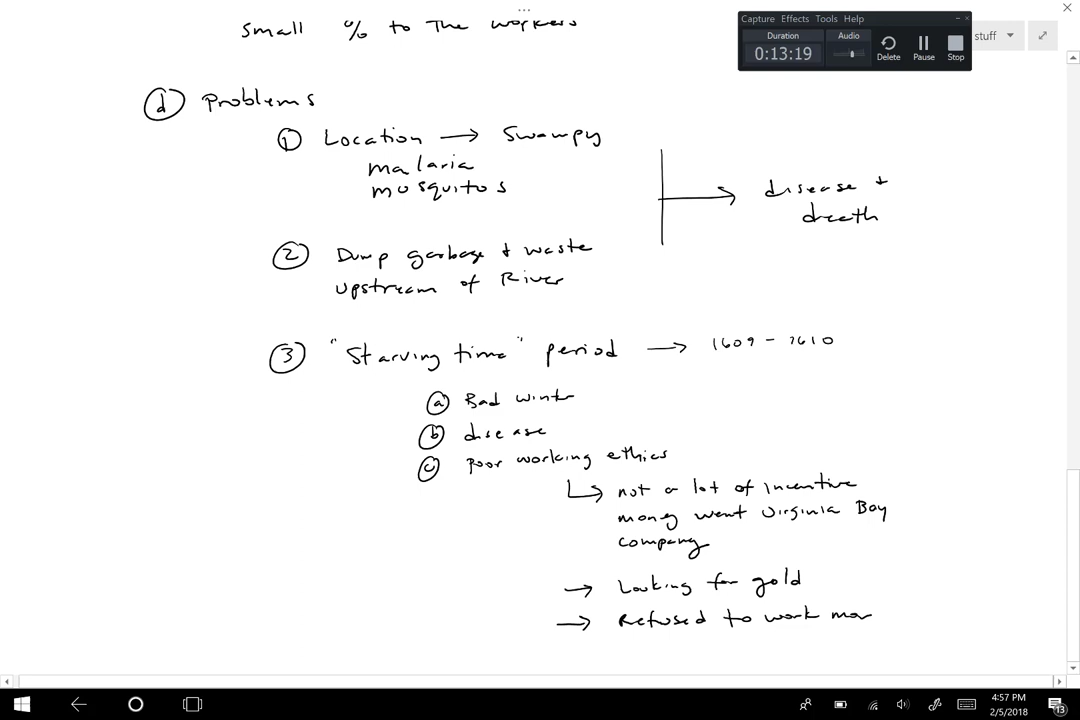 small % to the workers
Capture Effects Tools Help
Duration
0:13:19
Audio
Delete Pause Stop
stuff
d Problems
1 Location → Swampy
malaria
mosquitos
disease +
death
2 Dump garbage + waste
upstream of River
3 "Starving time" period → 1609 - 1610
a Bad winter
b disease
c Poor working ethics
not a lot of incentive
money went Virginia Bay
company
→ Looking for gold
→ Refused to work mor
4:57 PM
2/5/2018
13